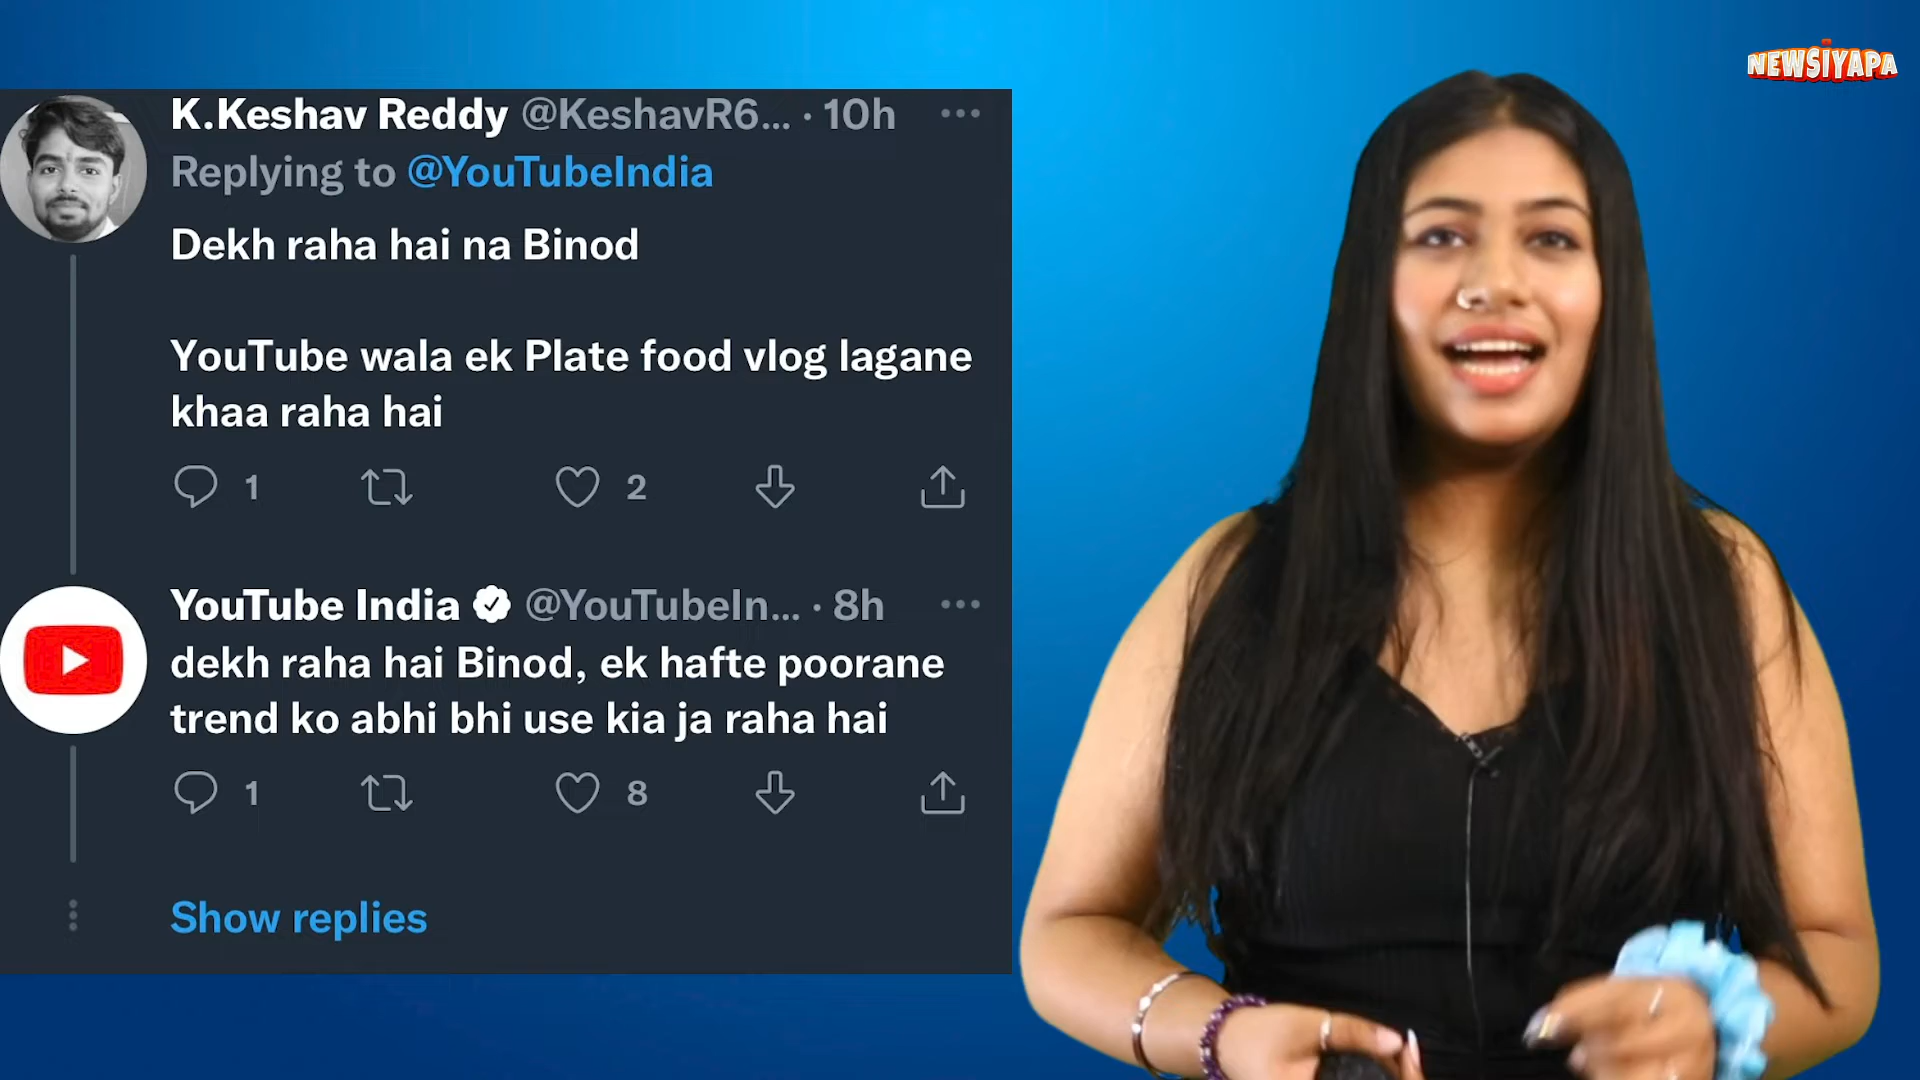 NEWSiYAPA
K.Keshav Reddy @KeshavR6... · 10h
Replying to @YouTubeIndia
Dekh raha hai na Binod
YouTube wala ek Plate food vlog lagane
khaa raha hai
1 2
YouTube India @YouTubeIn... · 8h
dekh raha hai Binod, ek hafte poorane
trend ko abhi bhi use kia ja raha hai
1 8
Show replies